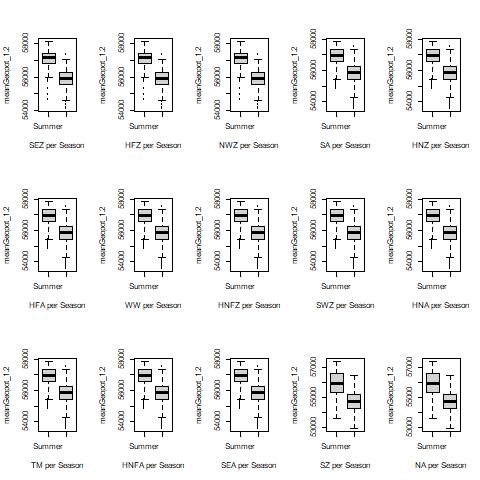 meanGeopot_1.2
54000 56000 58000
Summer
SEZ per Season
meanGeopot_1.2
54000 56000 58000
Summer
HFZ per Season
meanGeopot_1.2
54000 56000 58000
Summer
NWZ per Season
meanGeopot_1.2
54000 56000 58000
Summer
SA per Season
meanGeopot_1.2
54000 56000 58000
Summer
HNZ per Season
meanGeopot_1.2
54000 56000 58000
Summer
HFA per Season
meanGeopot_1.2
54000 56000 58000
Summer
WW per Season
meanGeopot_1.2
54000 56000 58000
Summer
HNFZ per Season
meanGeopot_1.2
54000 56000 58000
Summer
SWZ per Season
meanGeopot_1.2
54000 56000 58000
Summer
HNA per Season
meanGeopot_1.2
54000 56000 58000
Summer
TM per Season
meanGeopot_1.2
54000 56000 58000
Summer
HNFA per Season
meanGeopot_1.2
54000 56000 58000
Summer
SEA per Season
meanGeopot_1.2
53000 55000 57000
Summer
SZ per Season
meanGeopot_1.2
53000 55000 57000
Summer
NA per Season